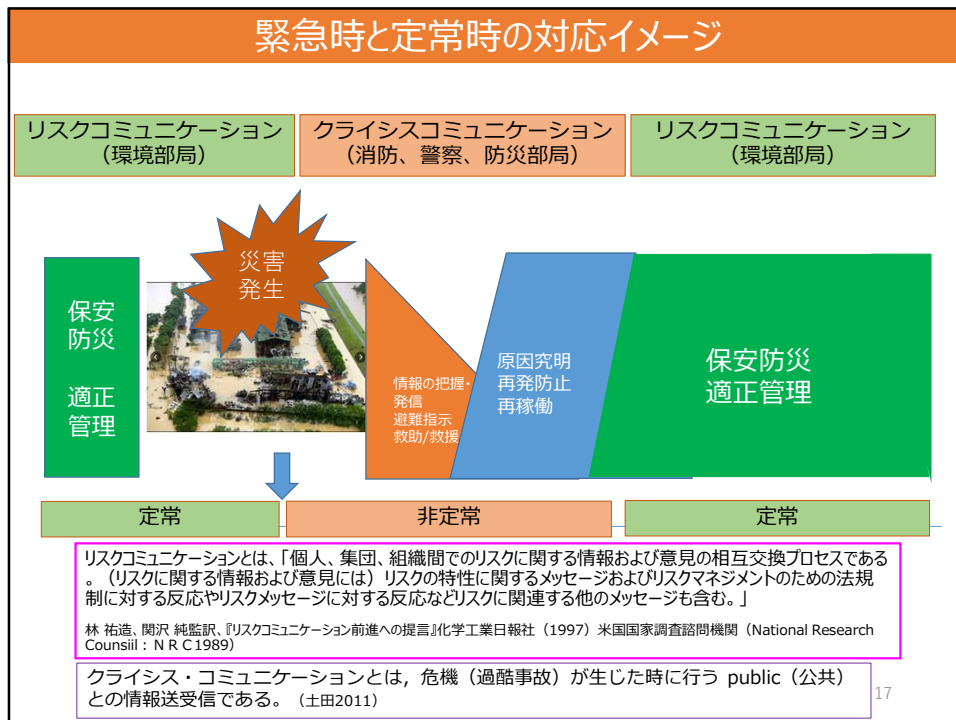 緊急時と定常時の対応イメージ
リスクコミュニケーション
（環境部局）
クライシスコミュニケーション
（消防、警察、防災部局）
リスクコミュニケーション
（環境部局）
災害
発生
保安
防災
適正
管理
情報の把握・
発信
避難指示
救助/救援
原因究明
再発防止
再稼働
保安防災
適正管理
定常
非定常
定常
リスクコミュニケーションとは、「個人、集団、組織間でのリスクに関する情報および意見の相互交換プロセスである
。（リスクに関する情報および意見には）リスクの特性に関するメッセージおよびリスクマネジメントのための法規
制に対する反応やリスクメッセージに対する反応などリスクに関連する他のメッセージも含む。」
林 祐造、関沢 純監訳、『リスクコミュニケーション前進への提言』化学工業日報社（1997）米国国家調査諮問機関（National Research
Counsiil：ＮＲＣ1989）
クライシス・コミュニケーションとは，危機（過酷事故）が生じた時に行う public（公共）
との情報送受信である。（土田2011）
17